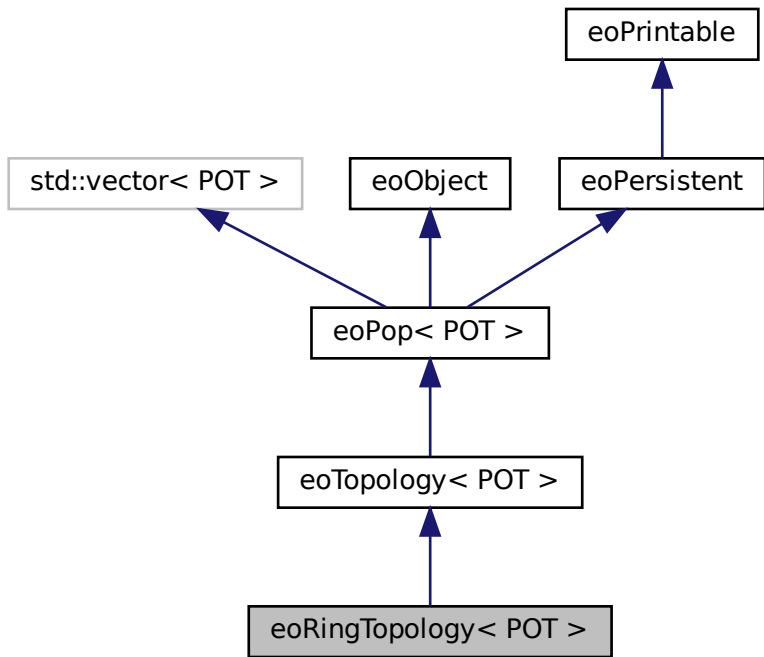 eoPrintable
std::vector< POT >
eoObject
eoPersistent
eoPop< POT >
eoTopology< POT >
eoRingTopology< POT >